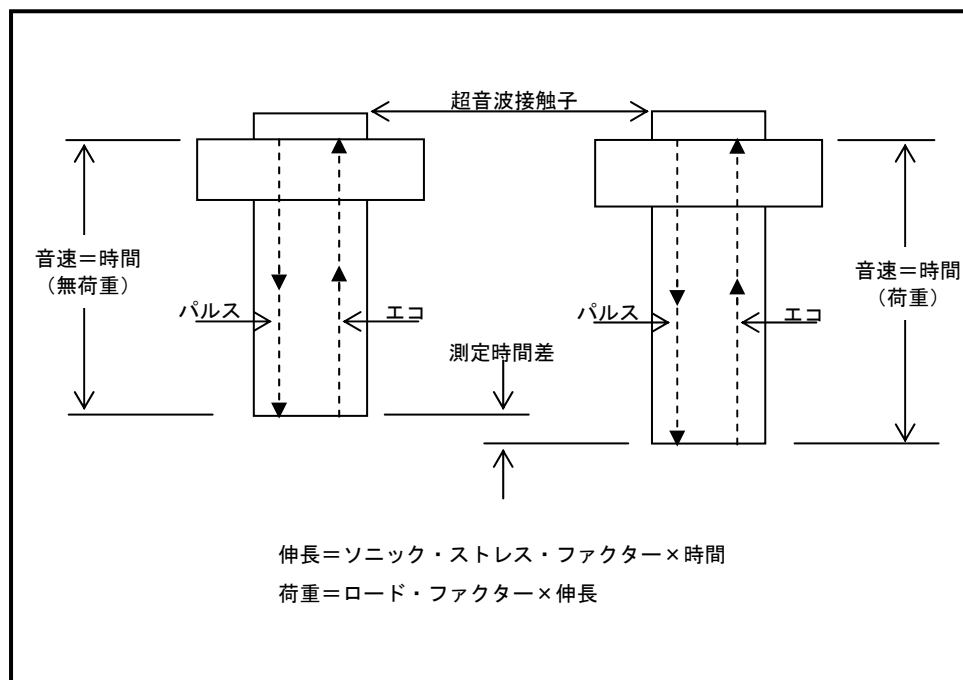 超音波接触子
音速＝時間
（無荷重）
パルス
エコ
測定時間差
パルス
エコ
音速＝時間
（荷重）
伸長＝ソニック・ストレス・ファクター×時間
荷重＝ロード・ファクター×伸長